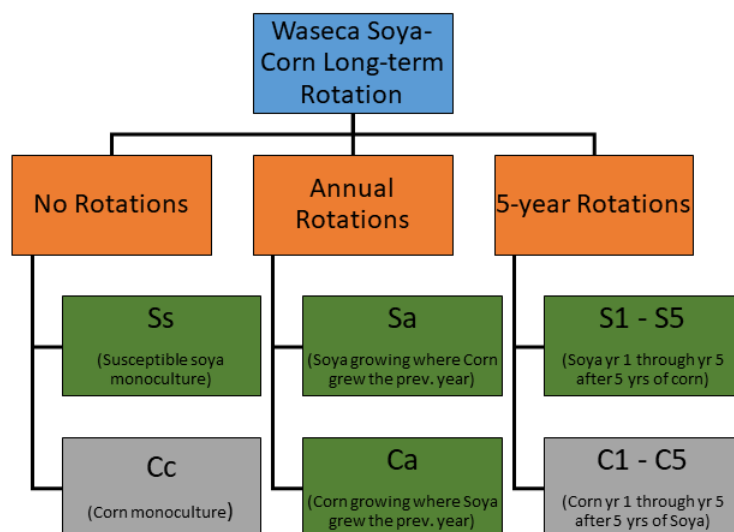 Waseca Soya-
Corn Long-term
Rotation
No Rotations
Annual
Rotations
5-year Rotations
Ss
(Susceptible soya
monoculture)
Sa
(Soya growing where Corn
grew the prev. year)
S1 - S5
(Soya yr 1 through yr 5
after 5 yrs of corn)
Cc
(Corn monoculture)
Ca
(Corn growing where Soya
grew the prev. year)
C1 - C5
(Corn yr 1 through yr 5
after 5 yrs of Soya)